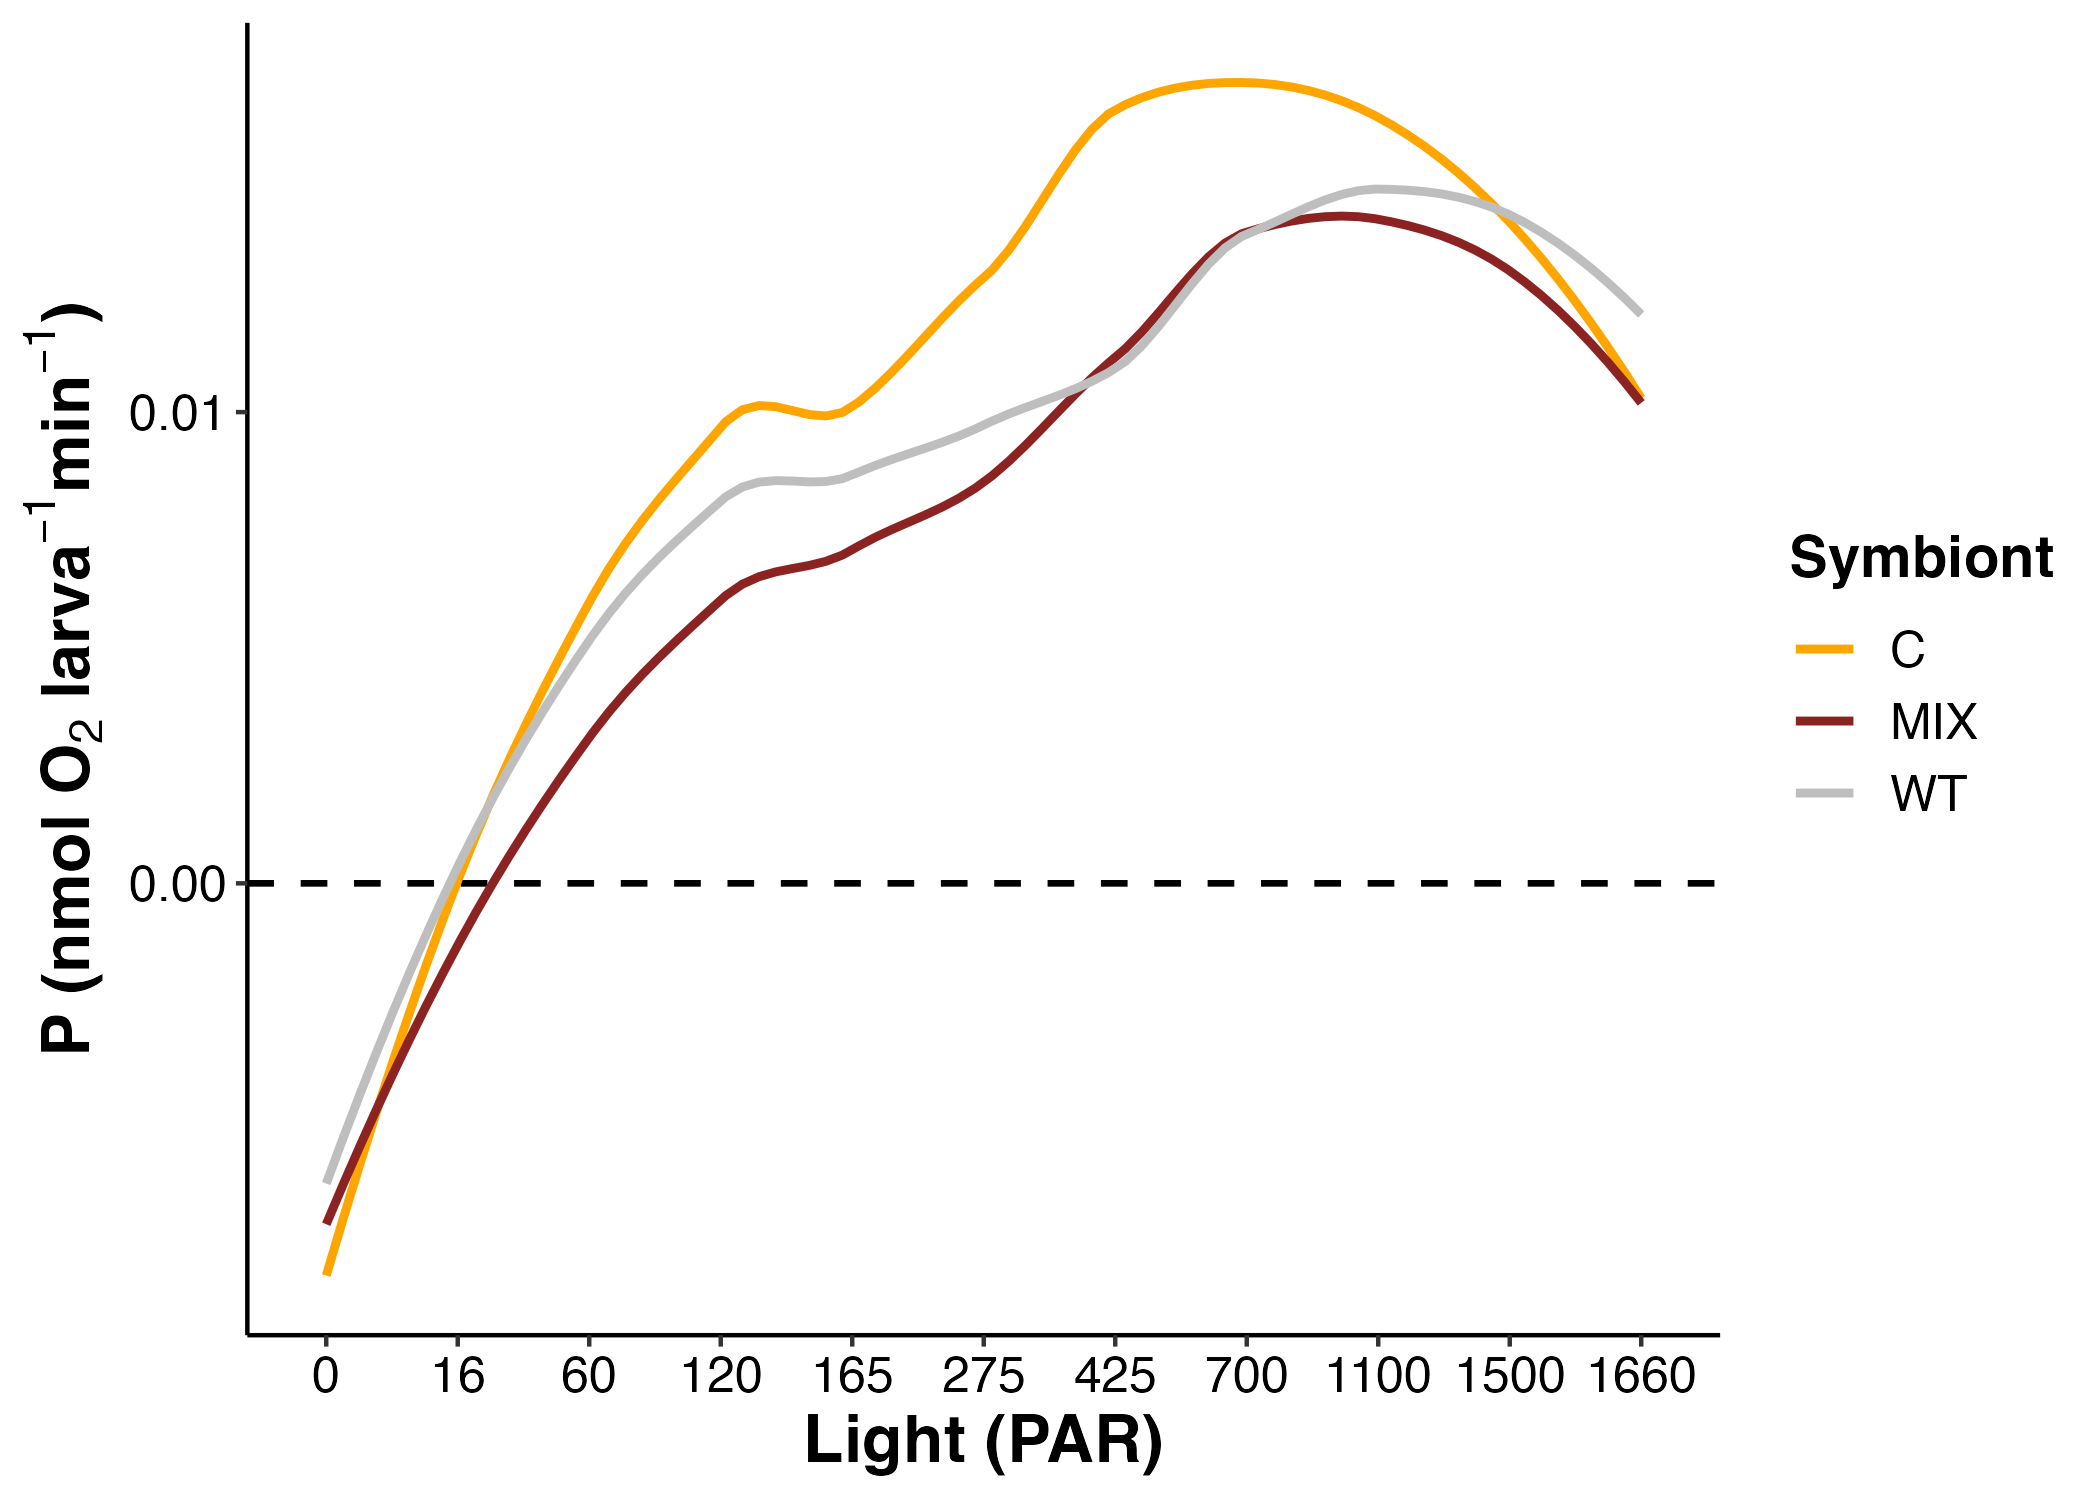 P (nmol O₂ larva⁻¹min⁻¹)
0.01
0.00
0 16 60 120 165 275 425 700 1100 1500 1660
Light (PAR)
Symbiont
C
MIX
WT